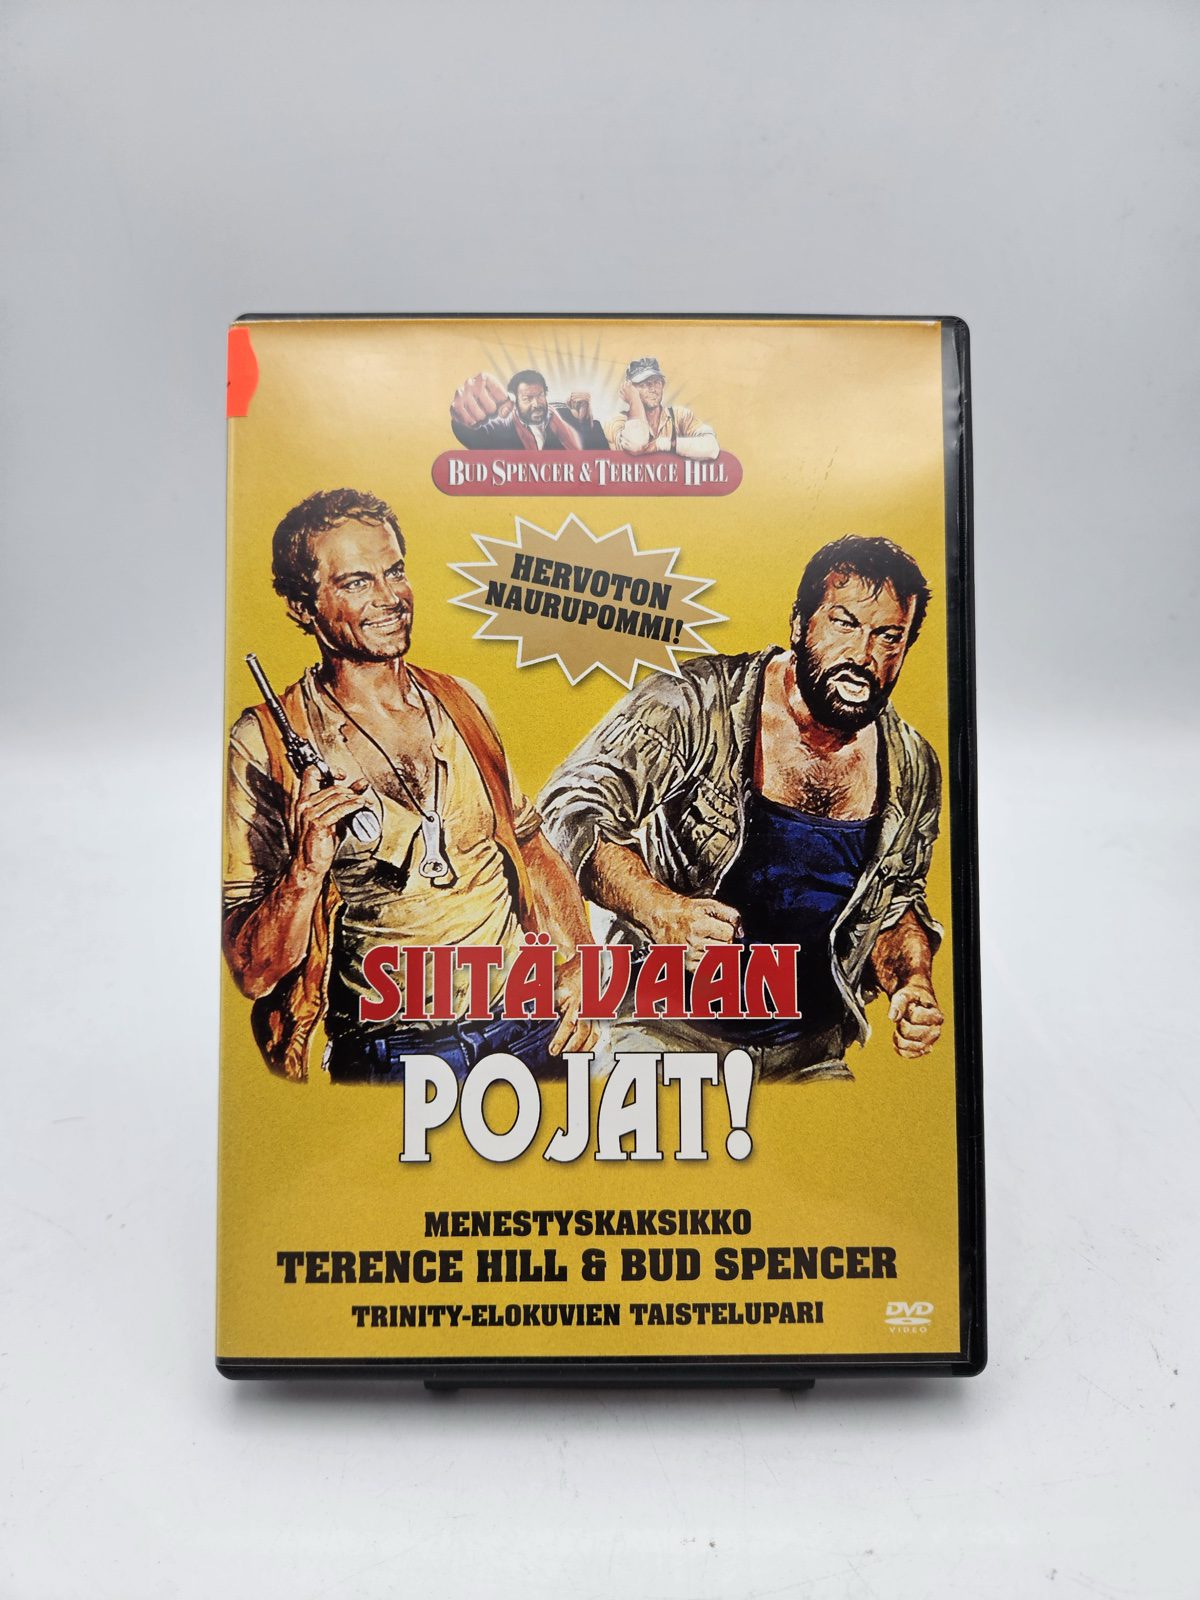 BUD SPENCER & TERENCE HILL
HERVOTON
NAURUPOMMI!
SIITÄ VAAN
POJAT!
MENESTYSKAKSIKKO
TERENCE HILL & BUD SPENCER
TRINITY-ELOKUVIEN TAISTELUPARI
DVD
VIDEO